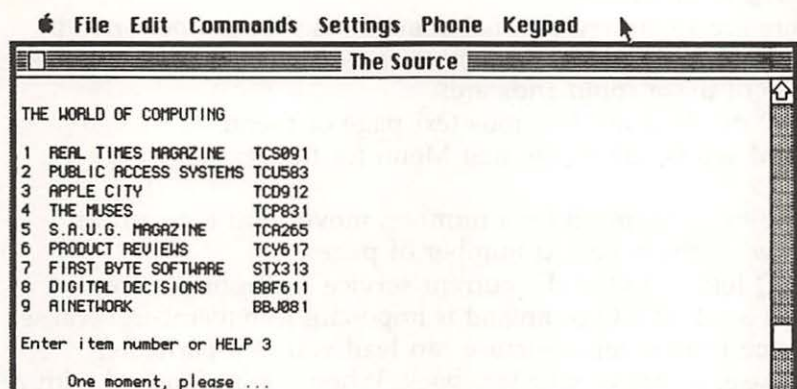 File Edit Commands Settings Phone Keypad
The Source
THE WORLD OF COMPUTING
1 REAL TIMES MAGAZINE TCS091
2 PUBLIC ACCESS SYSTEMS TCU583
3 APPLE CITY TCD912
4 THE MUSES TCP831
5 S.A.U.G. MAGAZINE TCA265
6 PRODUCT REVIEWS TCY617
7 FIRST BYTE SOFTWARE STX313
8 DIGITAL DECISIONS BBF611
9 AINETWORK BBJ081
Enter item number or HELP 3
One moment, please ...